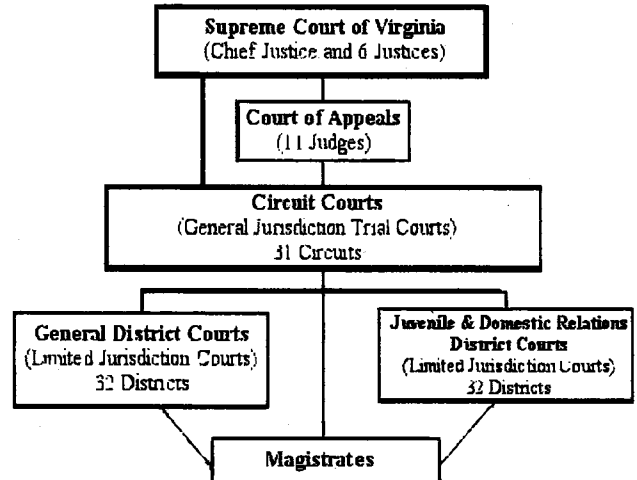 Supreme Court of Virginia
(Chief Justice and 6 Justices)
Court of Appeals
(11 Judges)
Circuit Courts
(General Jurisdiction Trial Courts)
31 Circuits
General District Courts
(Limited Jurisdiction Courts)
32 Districts
Juvenile & Domestic Relations
District Courts
(Limited Jurisdiction Courts)
32 Districts
Magistrates